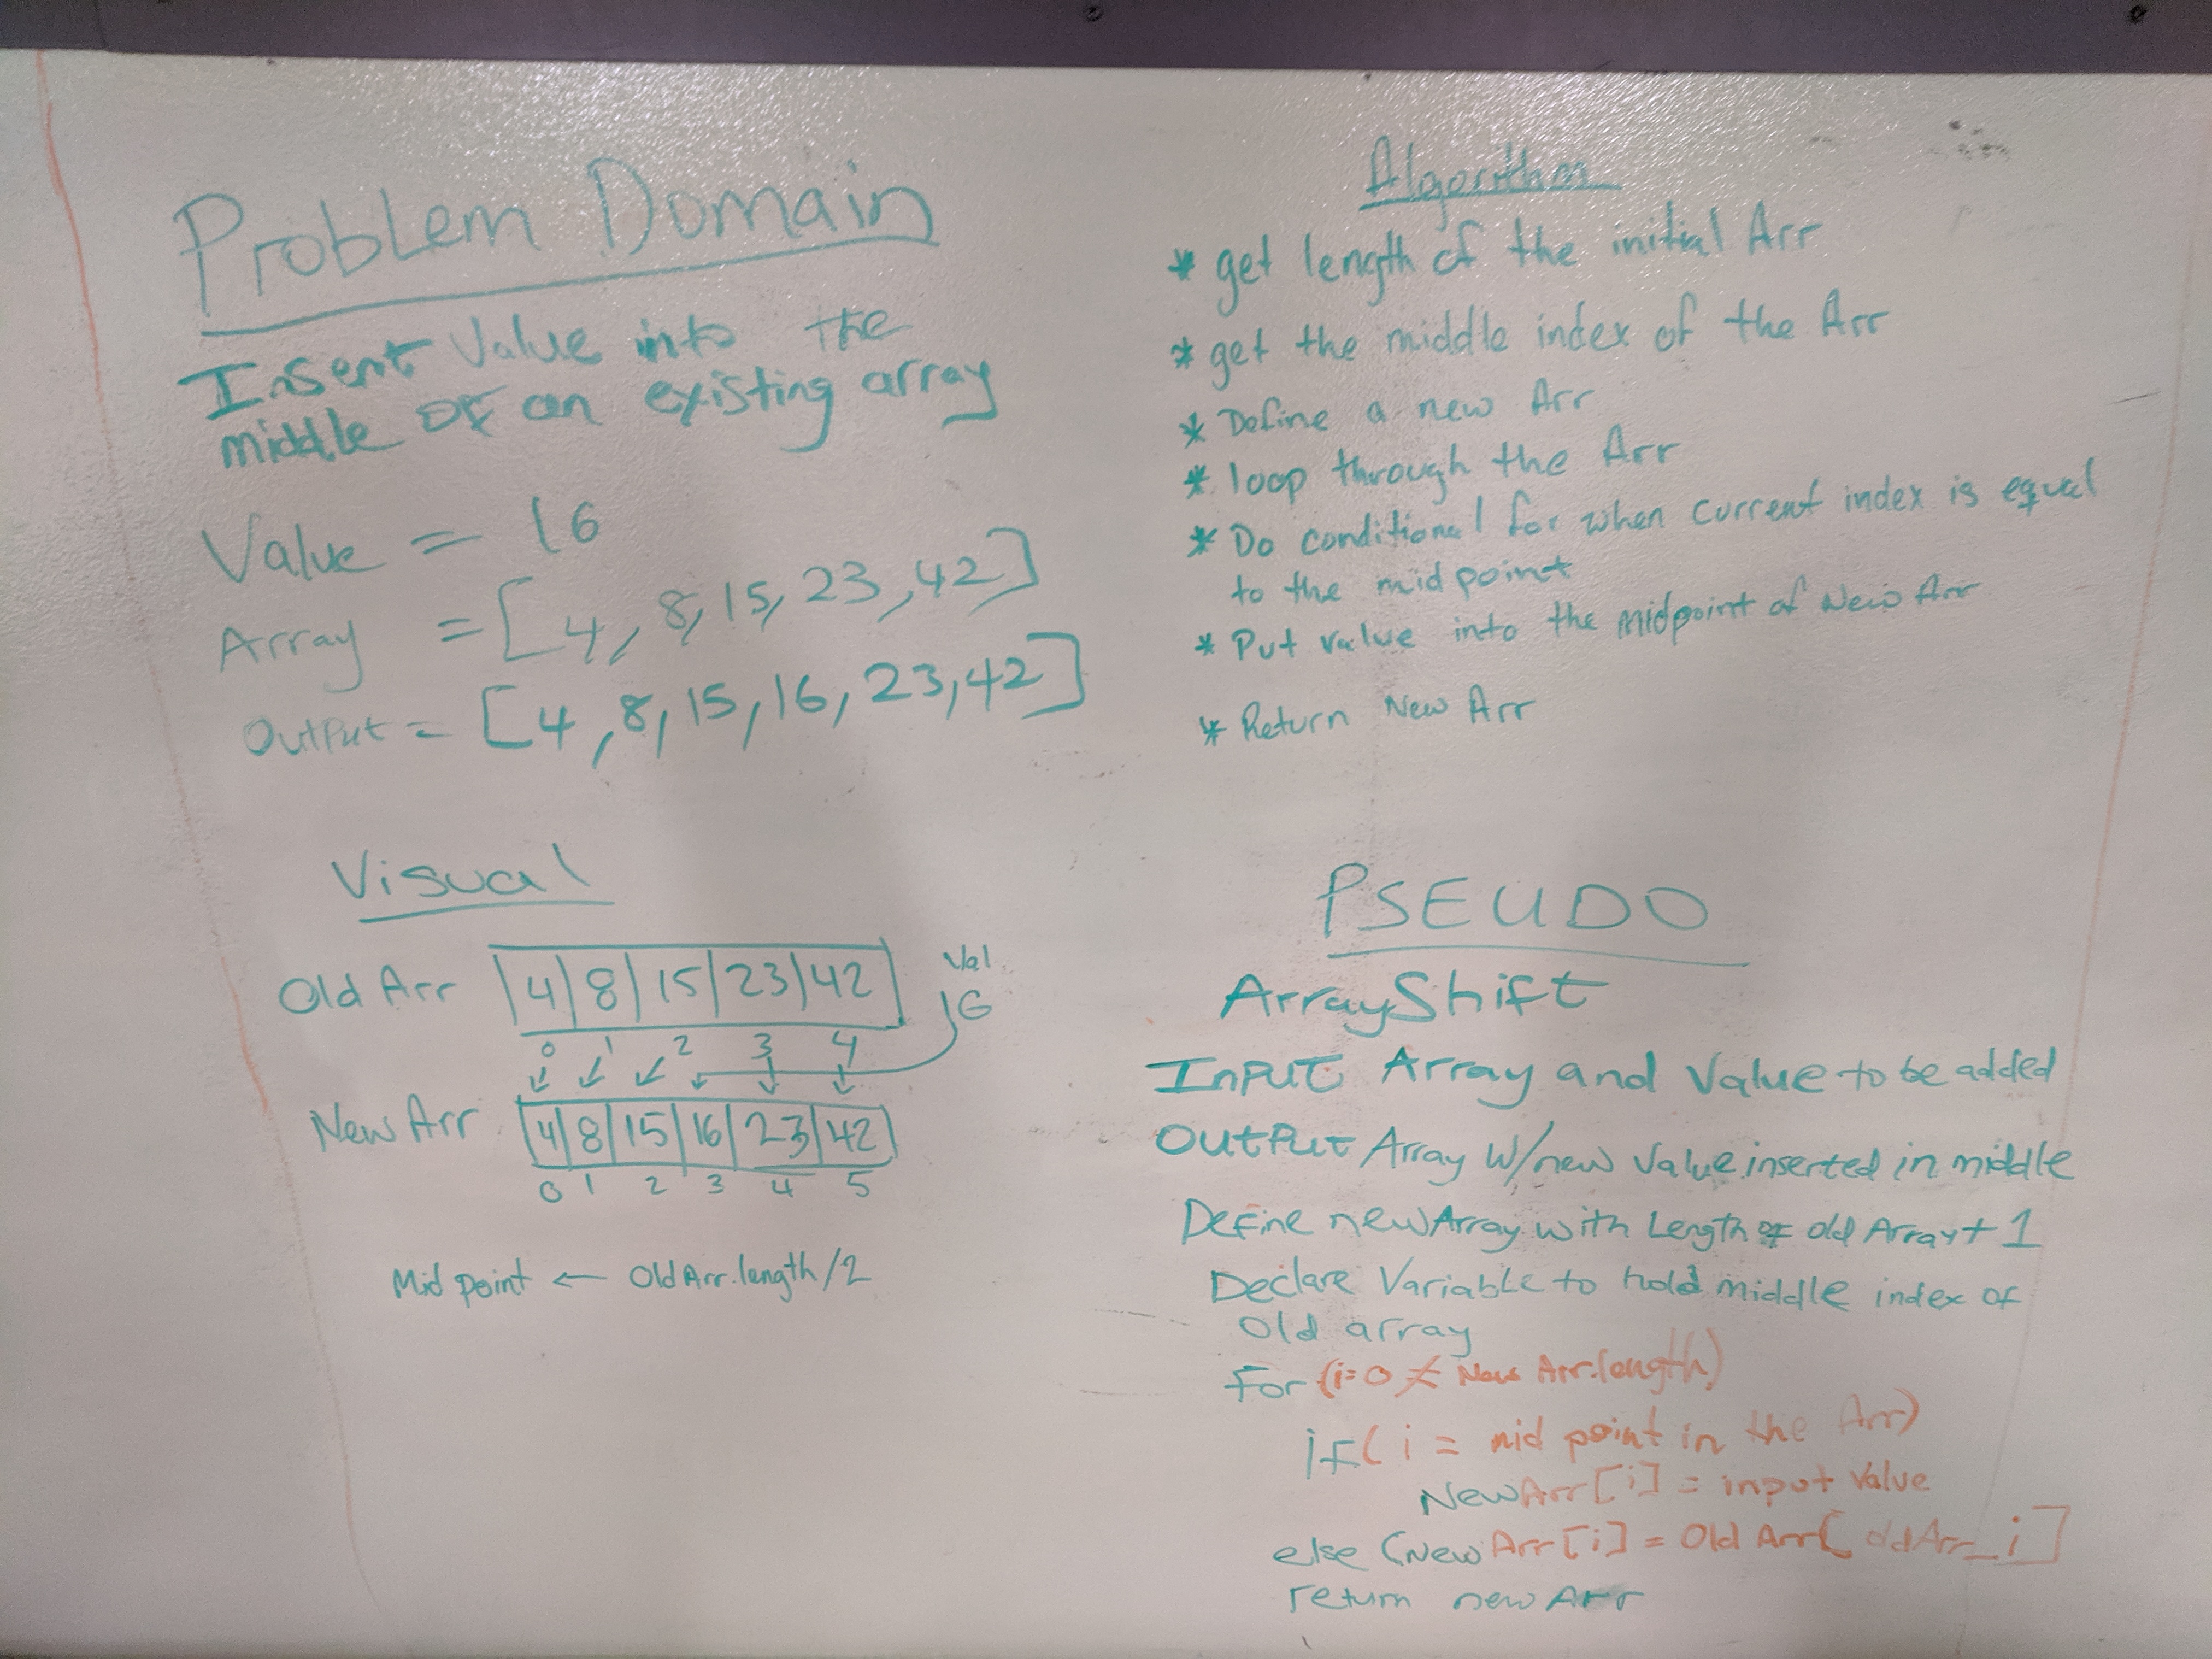 Problem Domain
Insert Value into the
middle of an existing array
Value = 16
Array = [4, 8, 15, 23, 42]
Output = [4, 8, 15, 16, 23, 42]
Algorithm
* get length of the initial Arr
* get the middle index of the Arr
* Define a new Arr
* loop through the Arr
* Do conditional for when current index is equal
to the midpoint
* Put value into the midpoint of New Arr
* Return New Arr
Visual
Old Arr |4|8|15|23|42|
Val
16
0 1 2 3 4
New Arr |4|8|15|16|23|42|
0 1 2 3 4 5
Mid point ← Old Arr.length/2
PSEUDO
ArrayShift
Input Array and Value to be added
OutPut Array W/new Value inserted in middle
Define newArray with Length of old Array + 1
Declare Variable to hold middle index of
old array
For (i=0 ≠ New Arr.length)
if( i = mid point in the Arr)
NewArr[i] = input value
else (New Arr[i] = Old Arr[ oldArr_i]
return new Arr